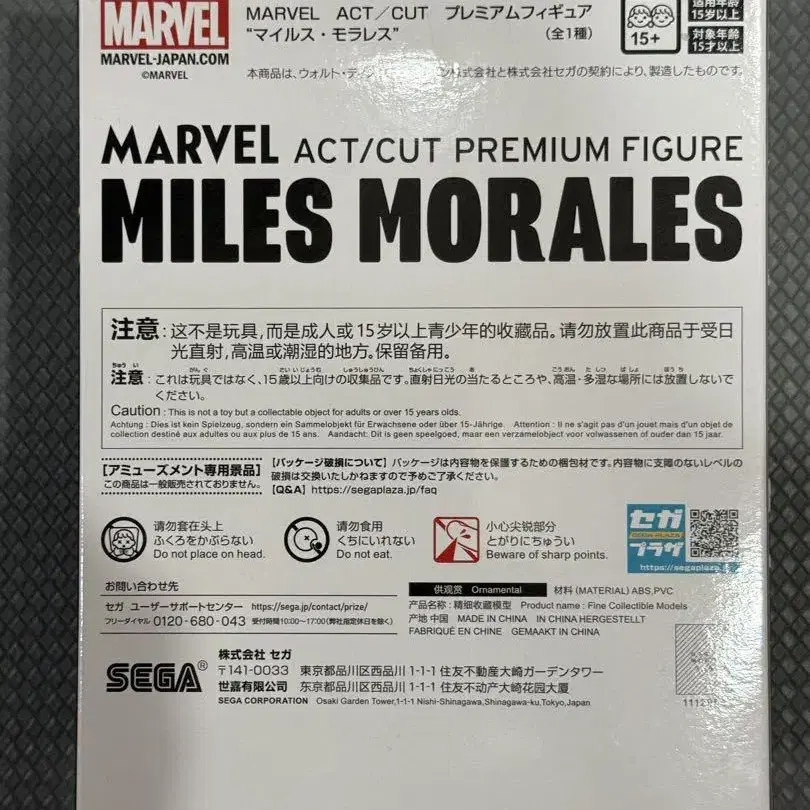 MARVEL
MARVEL-JAPAN.COM
©MARVEL
MARVEL ACT/CUT プレミアムフィギュア
“マイルス・モラレス” (全1種)
15+
適用年龄
15岁以上
対象年齢
15才以上
本商品は、ウォルト・ディ 株式会社と株式会社セガの契約により、製造したものです。
MARVEL ACT/CUT PREMIUM FIGURE
MILES MORALES
注意:这不是玩具,而是成人或15岁以上青少年的收藏品。请勿放置此商品于受日
光直射,高温或潮湿的地方。保留备用。
注意:これは玩具ではなく、15歳以上向けの収集品です。直射日光の当たるところや、高温・多湿な場所には放置しないで
ください。
Caution : This is not a toy but a collectable object for adults or over 15 years olds.
Achtung : Dies ist kein Spielzeug, sondern ein Sammelobjekt für Erwachsene oder über 15-Jährige. Attention : Il ne s'agit pas d'un jouet mais d'un objet de
collection destiné aux adultes ou aux plus de 15 ans. Aandacht: Dit is geen speelgoed, maar een verzamelobject voor volwassenen of ouder dan 15 jaar.
[アミューズメント専用景品]
この商品は一般販売されておりません。
【パッケージ破損について】パッケージは内容物を保護するための梱包材です。内容物に支障のないレベルの
破損は交換いたしかねますので予めご了承ください。
【Q&A】https://segaplaza.jp/faq
请勿套在头上
ふくろをかぶらない
Do not place on head.
请勿食用
くちにいれない
Do not eat.
小心尖锐部分
とがりにちゅうい
Beware of sharp points.
セガ
SEGA PLAZA
プラザ
https://segaplaza.jp
お問い合わせ先
セガ ユーザーサポートセンター https://sega.jp/contact/prize/
フリーダイヤル 0120-680-043 受付時間10:00〜17:00(弊社指定休日を除く)
供观赏 Ornamental 材料 (MATERIAL) ABS,PVC
产品名称:精细收藏模型 Product name : Fine Collectible Models
产地 中国 MADE IN CHINA IN CHINA HERGESTELLT
FABRIQUÉ EN CHINE GEMAAKT IN CHINA
SEGA®
株式会社 セガ
〒141-0033 東京都品川区西品川 1-1-1 住友不動産大崎ガーデンタワー
世嘉有限公司 东京都品川区西品川 1-1-1 住友不动产大崎花园大厦
SEGA CORPORATION Osaki Garden Tower,1-1-1 Nishi-Shinagawa,Shinagawa-ku,Tokyo,Japan